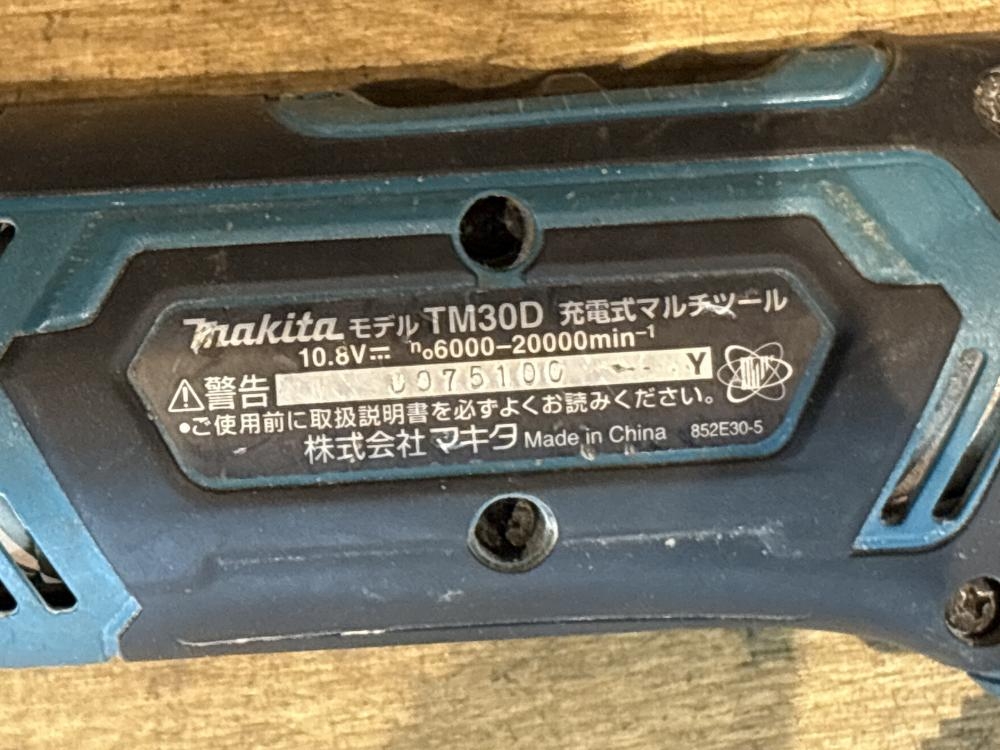 makita モデル TM30D 充電式マルチツール
10.8V⎓ n₀6000-20000min⁻¹
⚠警告 0075100 Y
●ご使用前に取扱説明書を必ずよくお読みください。
株式会社 マキタ Made in China 852E30-5